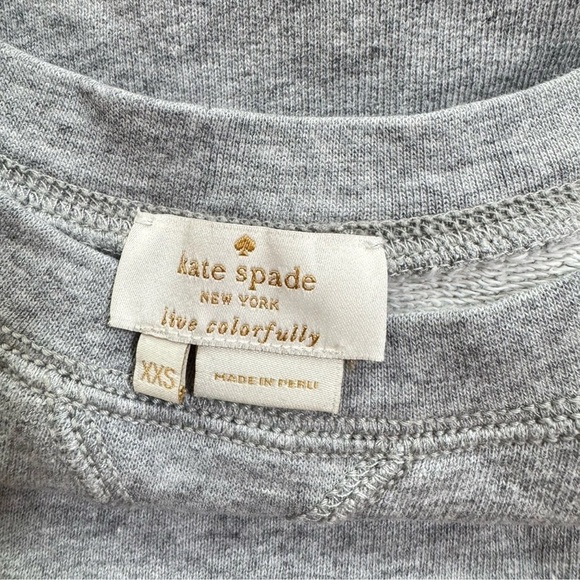 kate spade
NEW YORK
live colorfully
XXS
MADE IN PERU